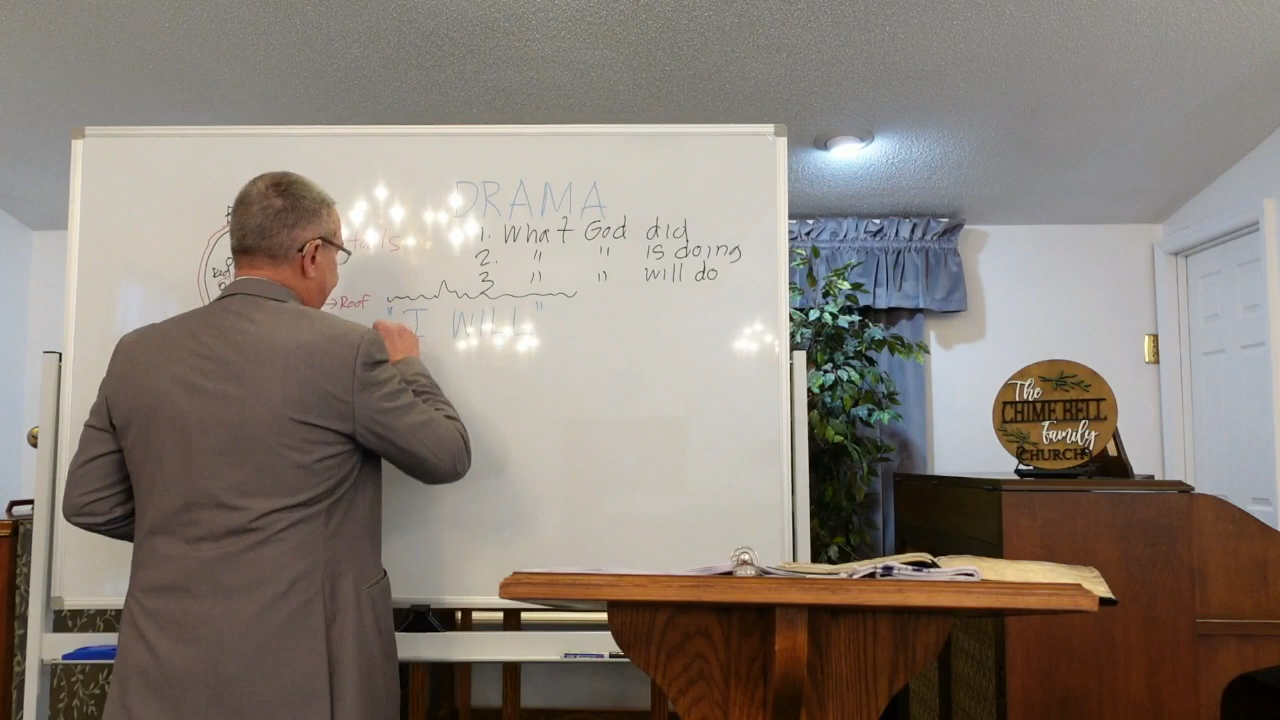 DRAMA
1. What God did
2. " " is doing
3 " " will do
→Roof
"I WILL"
The
CHIME BELL
Family
CHURCH